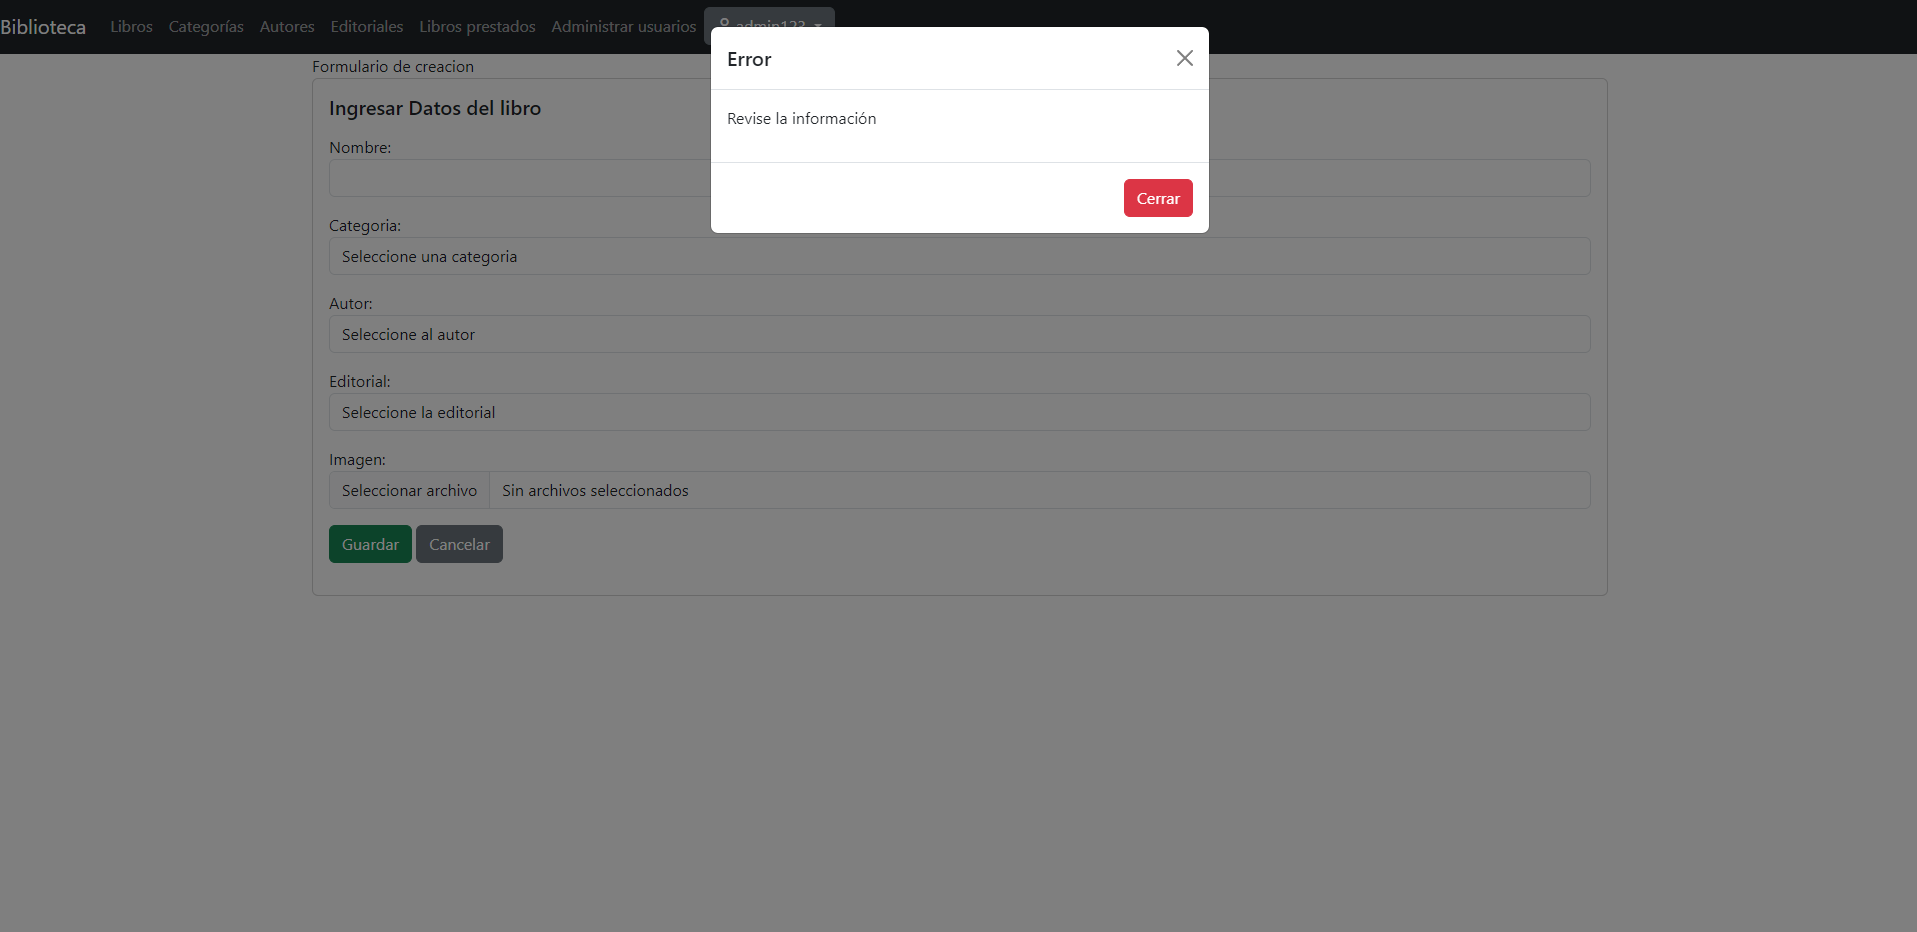 Biblioteca Libros Categorías Autores Editoriales Libros prestados Administrar usuarios admin123
Error
Revise la información
Cerrar
Formulario de creacion
Ingresar Datos del libro
Nombre:
Categoria:
Seleccione una categoria
Autor:
Seleccione al autor
Editorial:
Seleccione la editorial
Imagen:
Seleccionar archivo Sin archivos seleccionados
Guardar Cancelar